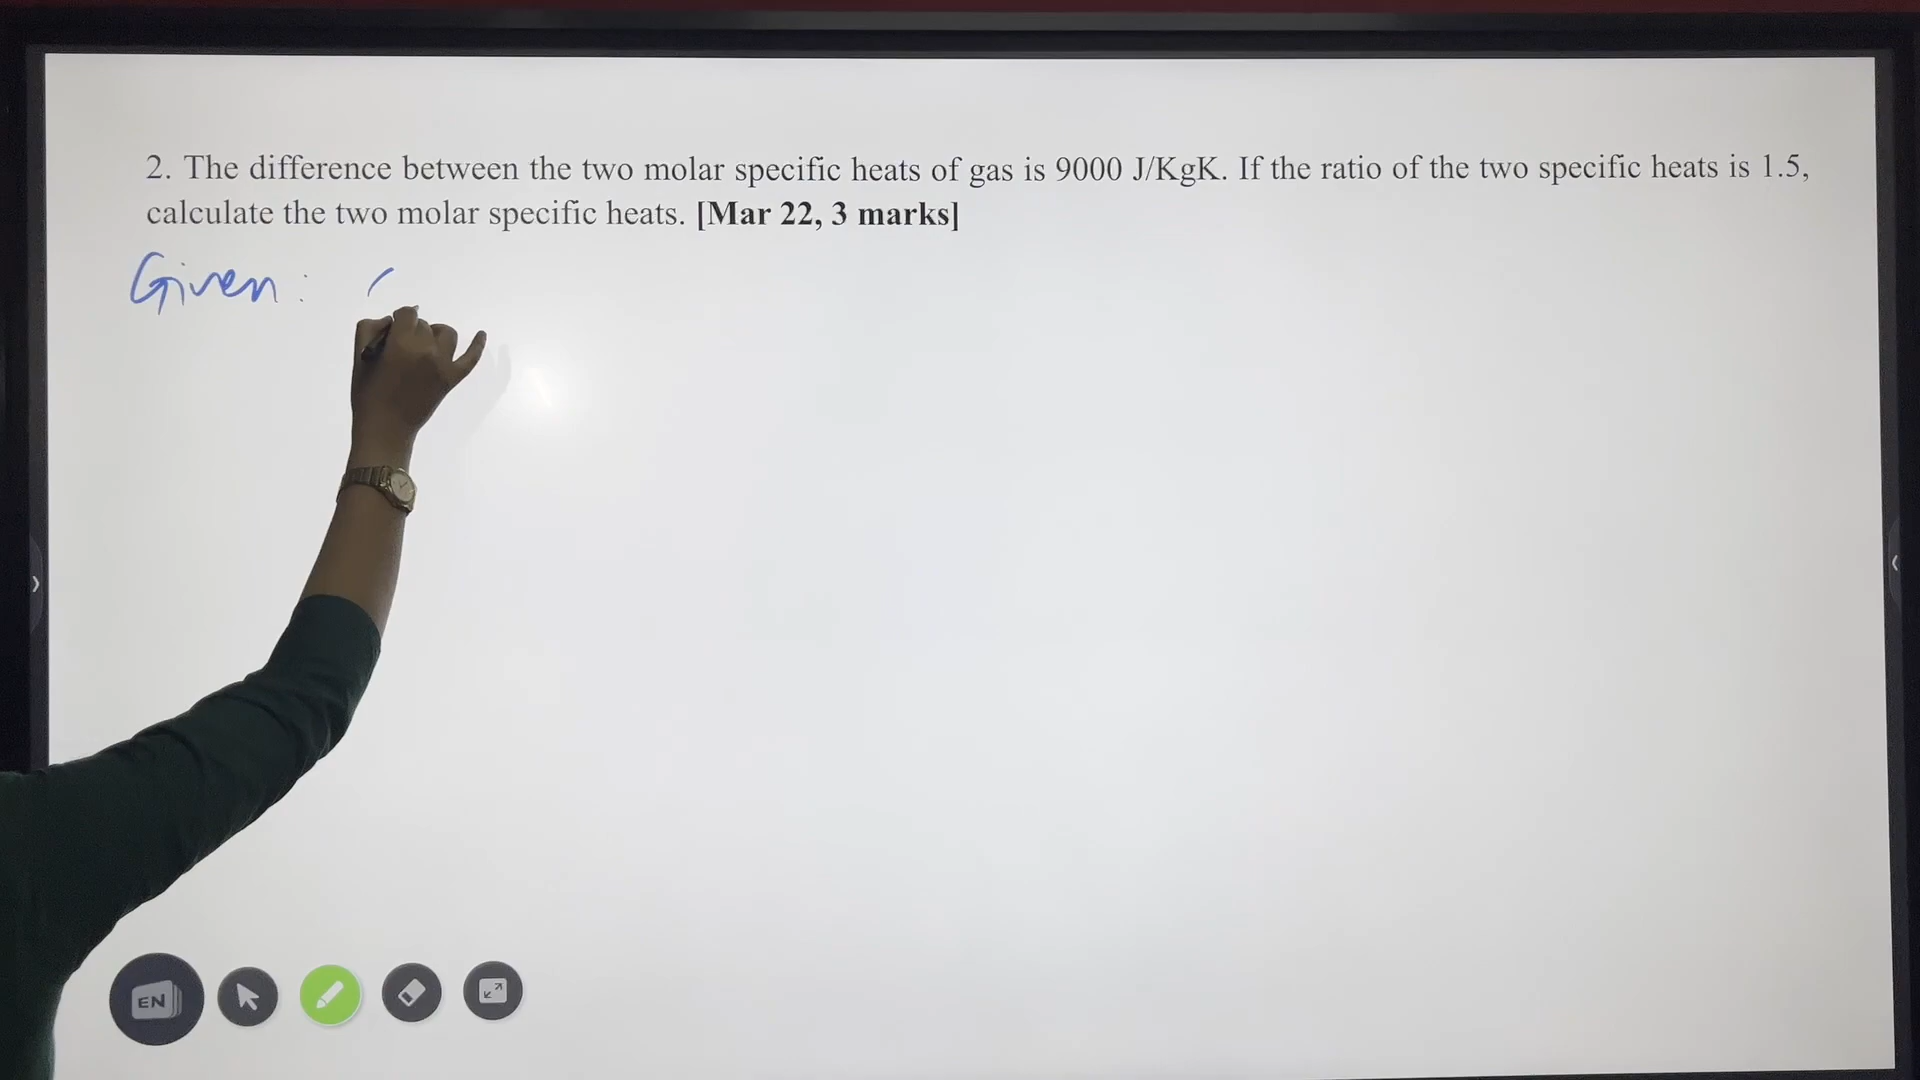 2. The difference between the two molar specific heats of gas is 9000 J/KgK. If the ratio of the two specific heats is 1.5,
calculate the two molar specific heats. [Mar 22, 3 marks]
Given: (
EN